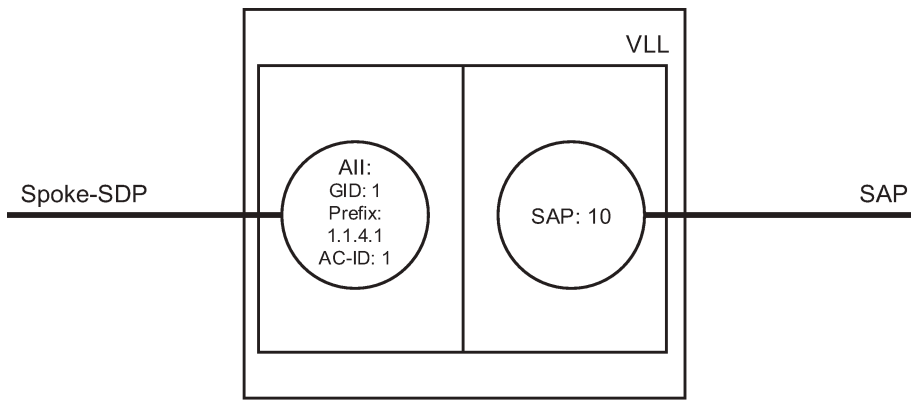 VLL
Spoke-SDP
AII:
GID: 1
Prefix:
1.1.4.1
AC-ID: 1
SAP: 10
SAP